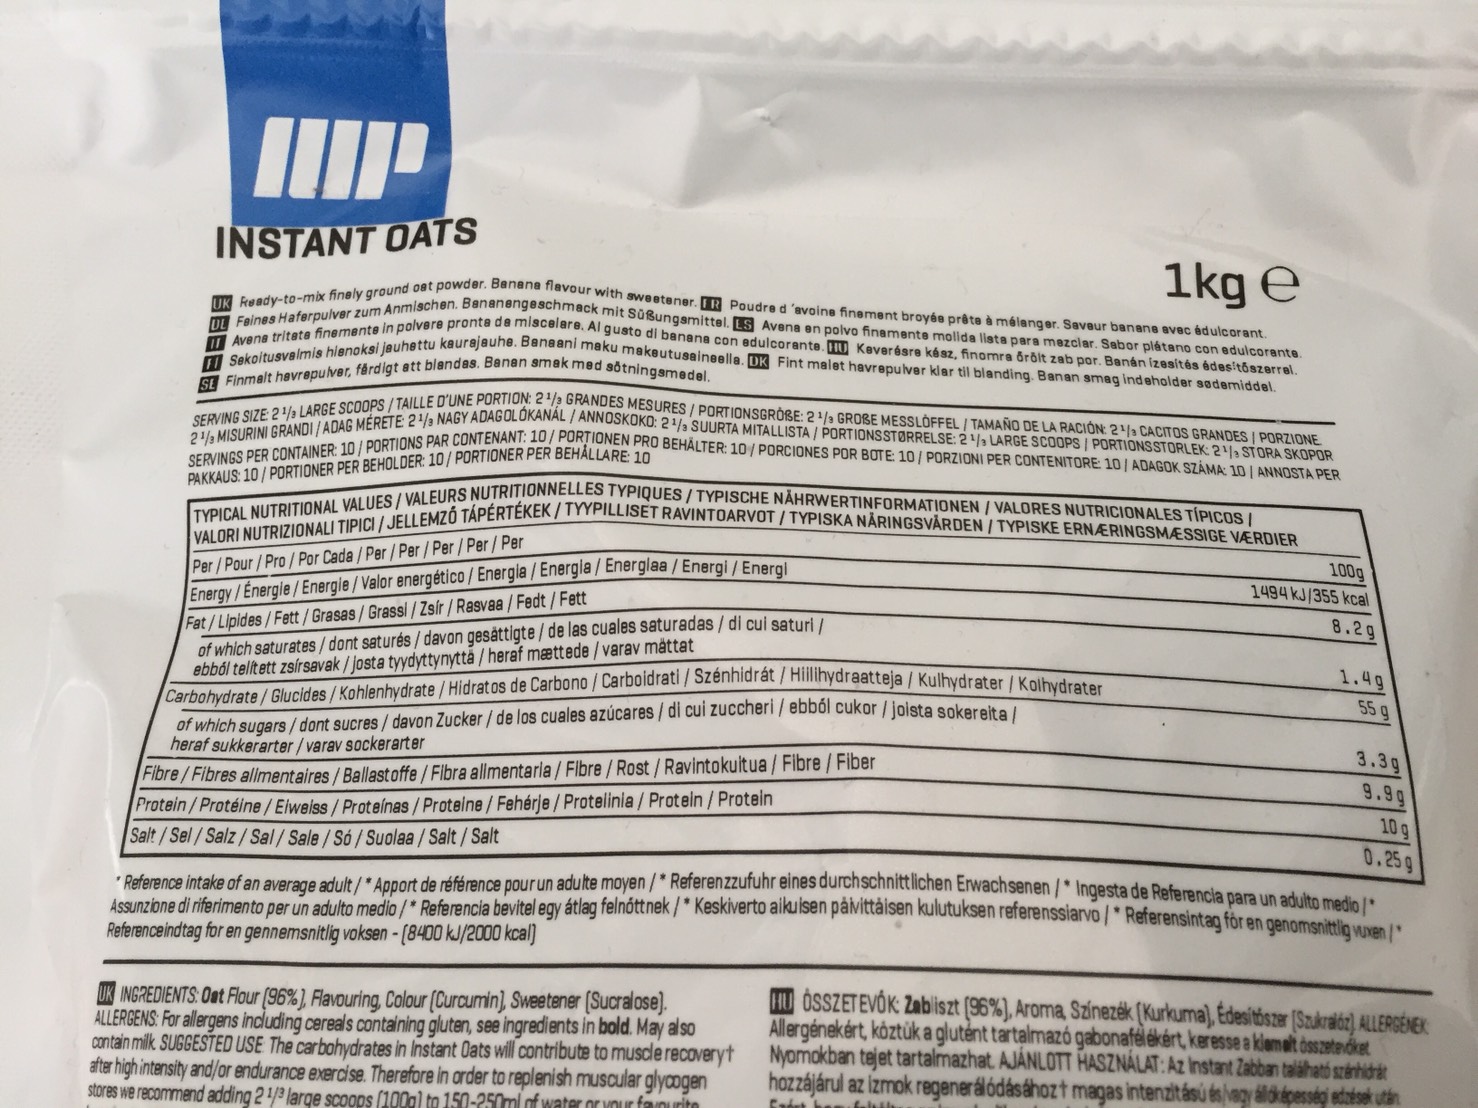 MP
INSTANT OATS
1kg ℮
UK Ready-to-mix finely ground oat powder. Banana flavour with sweetener. FR Poudre d 'avoine finement broyée prête à mélanger. Saveur banane avec édulcorant.
DE Feines Haferpulver zum Anmischen. Bananengeschmack mit Süßungsmittel. ES Avena en polvo finamente molida lista para mezclar. Sabor plátano con edulcorante.
IT Avena tritata finemente in polvere pronta da miscelare. Al gusto di banana con edulcorante. HU Keverésre kész, finomra őrölt zab por. Banán ízesítés édesítőszerrel.
FI Sekoitusvalmis hienoksi jauhettu kaurajauhe. Banaani maku makeutusaineella. DK Fint malet havrepulver klar til blanding. Banan smag indeholder sødemiddel.
SE Finmalt havrepulver, färdigt att blandas. Banan smak med sötningsmedel.
SERVING SIZE: 2 1/3 LARGE SCOOPS / TAILLE D'UNE PORTION: 2 1/3 GRANDES MESURES / PORTIONSGRÖßE: 2 1/3 GROßE MESSLÖFFEL / TAMAÑO DE LA RACIÓN: 2 1/3 CACITOS GRANDES / PORZIONE
2 1/3 MISURINI GRANDI / ADAG MÉRETE: 2 1/3 NAGY ADAGOLÓKANÁL / ANNOSKOKO: 2 1/3 SUURTA MITALLISTA / PORTIONSSTØRRELSE: 2 1/3 LARGE SCOOPS / PORTIONSSTORLEK: 2 1/3 STORA SKOPOR
SERVINGS PER CONTAINER: 10 / PORTIONS PAR CONTENANT: 10 / PORTIONEN PRO BEHÄLTER: 10 / PORCIONES POR BOTE: 10 / PORZIONI PER CONTENITORE: 10 / ADAGOK SZÁMA: 10 / ANNOSTA PER
PAKKAUS: 10 / PORTIONER PER BEHOLDER: 10 / PORTIONER PER BEHÅLLARE: 10
TYPICAL NUTRITIONAL VALUES / VALEURS NUTRITIONNELLES TYPIQUES / TYPISCHE NÄHRWERTINFORMATIONEN / VALORES NUTRICIONALES TÍPICOS /
VALORI NUTRIZIONALI TIPICI / JELLEMZŐ TÁPÉRTÉKEK / TYYPILLISET RAVINTOARVOT / TYPISKA NÄRINGSVÄRDEN / TYPISKE ERNÆRINGSMÆSSIGE VÆRDIER
Per / Pour / Pro / Por Cada / Per / Per / Per / Per / Per 100g
Energy / Énergie / Energie / Valor energético / Energia / Energia / Energiaa / Energi / Energi 1494 kJ/355 kcal
Fat / Lipides / Fett / Grasas / Grassi / Zsír / Rasvaa / Fedt / Fett 8.2g
of which saturates / dont saturés / davon gesättigte / de las cuales saturadas / di cui saturi /
ebből telített zsírsavak / josta tyydyttynyttä / heraf mættede / varav mättat 1.4g
Carbohydrate / Glucides / Kohlenhydrate / Hidratos de Carbono / Carboidrati / Szénhidrát / Hiilihydraatteja / Kulhydrater / Kolhydrater 55 g
of which sugars / dont sucres / davon Zucker / de los cuales azúcares / di cui zuccheri / ebből cukor / joista sokereita /
heraf sukkerarter / varav sockerarter 3.3g
Fibre / Fibres alimentaires / Ballastoffe / Fibra alimentaria / Fibre / Rost / Ravintokuitua / Fibre / Fiber 9.9g
Protein / Protéine / Eiweiss / Proteínas / Proteine / Fehérje / Proteiinia / Protein / Protein 10 g
Salt / Sel / Salz / Sal / Sale / Só / Suolaa / Salt / Salt 0.25g
* Reference intake of an average adult / * Apport de référence pour un adulte moyen / * Referenzzufuhr eines durchschnittlichen Erwachsenen / * Ingesta de Referencia para un adulto medio / *
Assunzione di riferimento per un adulto medio / * Referencia bevitel egy átlag felnőttnek / * Keskiverto aikuisen päivittäisen kulutuksen referenssiarvo / * Referensintag för en genomsnittlig vuxen / *
Referenceindtag for en gennemsnitlig voksen - (8400 kJ/2000 kcal)
UK INGREDIENTS: Oat Flour (96%), Flavouring, Colour (Curcumin), Sweetener (Sucralose).
ALLERGENS: For allergens including cereals containing gluten, see ingredients in bold. May also
contain milk. SUGGESTED USE: The carbohydrates in Instant Oats will contribute to muscle recovery†
after high intensity and/or endurance exercise. Therefore in order to replenish muscular glycogen
stores we recommend adding 2 1/3 large scoops (100g) to 150-250ml of water or your favourite
HU ÖSSZETEVŐK: Zabliszt (96%), Aroma, Színezék (Kurkuma), Édesítőszer (Szukralóz). ALLERGÉNEK:
Allergénekért, köztük a glutént tartalmazó gabonafélékért, keresse a kiemelt összetevőket
Nyomokban tejet tartalmazhat. AJÁNLOTT HASZNÁLAT: Az Instant Zabban található szénhidrát
hozzájárul az izmok regenerálódásához† magas intenzitású és/vagy állóképességi edzések után.